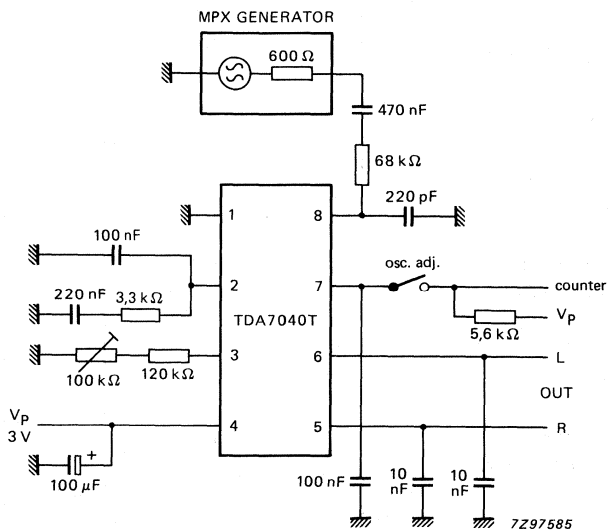 MPX GENERATOR
600 Ω
470 nF
68 kΩ
220 pF
1
8
100 nF
osc. adj.
2
7
counter
220 nF
3,3 kΩ
TDA7040T
Vp
5,6 kΩ
3
6
L
100 kΩ
120 kΩ
OUT
Vp
3 V
4
5
R
+
100 μF
100 nF
10
nF
10
nF
7Z97585